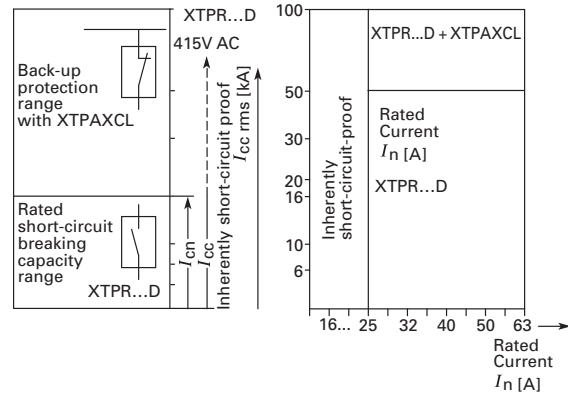 XTPR...D
415V AC
Back-up
protection
range
with XTPAXCL
Rated
short-circuit
breaking
capacity
range
XTPR...D
Icn
Icc
Inherently short-circuit proof
Icc rms [kA]
100
50
30
20
16
10
6
Inherently
short-circuit-proof
XTPR...D + XTPAXCL
Rated
Current
In [A]
XTPR...D
16... 25 32 40 50 63
Rated
Current
In [A]